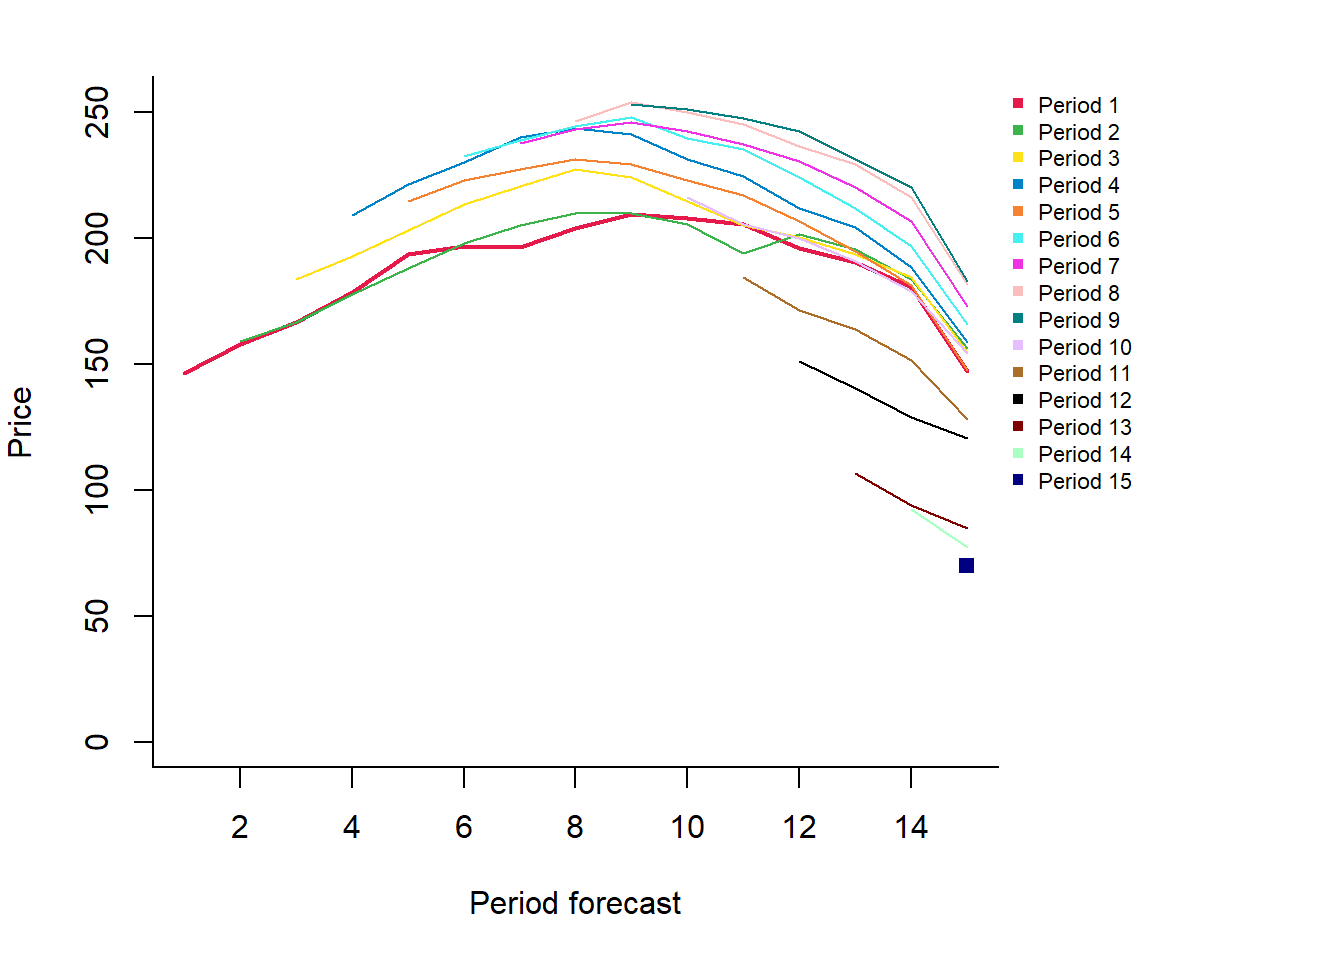 250
200
150
100
50
0
Price
2 4 6 8 10 12 14
Period forecast
Period 1
Period 2
Period 3
Period 4
Period 5
Period 6
Period 7
Period 8
Period 9
Period 10
Period 11
Period 12
Period 13
Period 14
Period 15